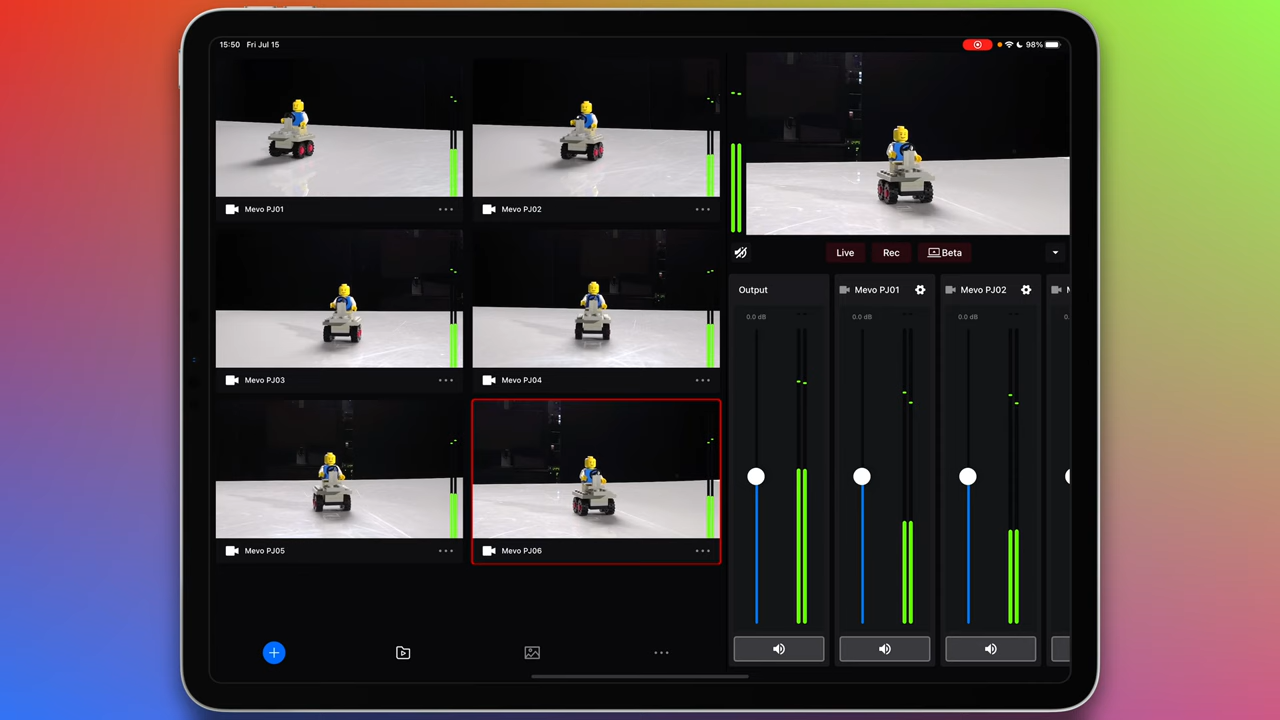 15:50 Fri Jul 15
98%
Mevo PJ01
Mevo PJ02
Mevo PJ03
Mevo PJ04
Mevo PJ05
Mevo PJ06
Live
Rec
Beta
Output
Mevo PJ01
Mevo PJ02
M
0.0 dB
0.0 dB
0.0 dB
0.